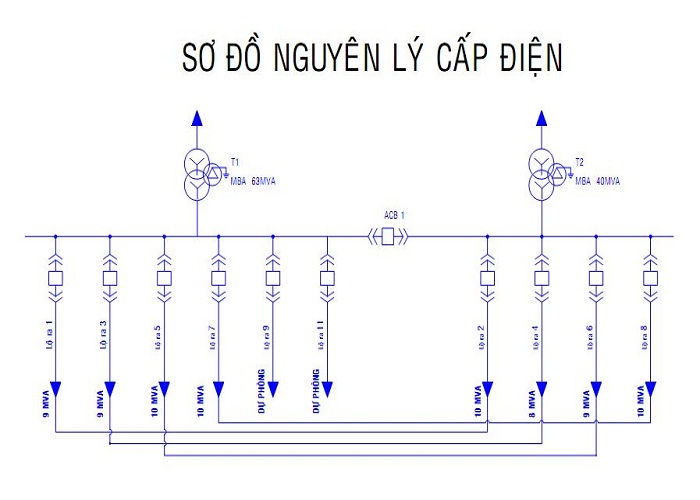 SƠ ĐỒ NGUYÊN LÝ CẤP ĐIỆN
T1
MBA 63MVA
T2
MBA 40MVA
ACB 1
Lộ ra 1
Lộ ra 3
Lộ ra 5
Lộ ra 7
Lộ ra 9
Lộ ra 11
Lộ ra 2
Lộ ra 4
Lộ ra 6
Lộ ra 8
9 MVA
9 MVA
10 MVA
10 MVA
DỰ PHÒNG
DỰ PHÒNG
10 MVA
8 MVA
9 MVA
10 MVA